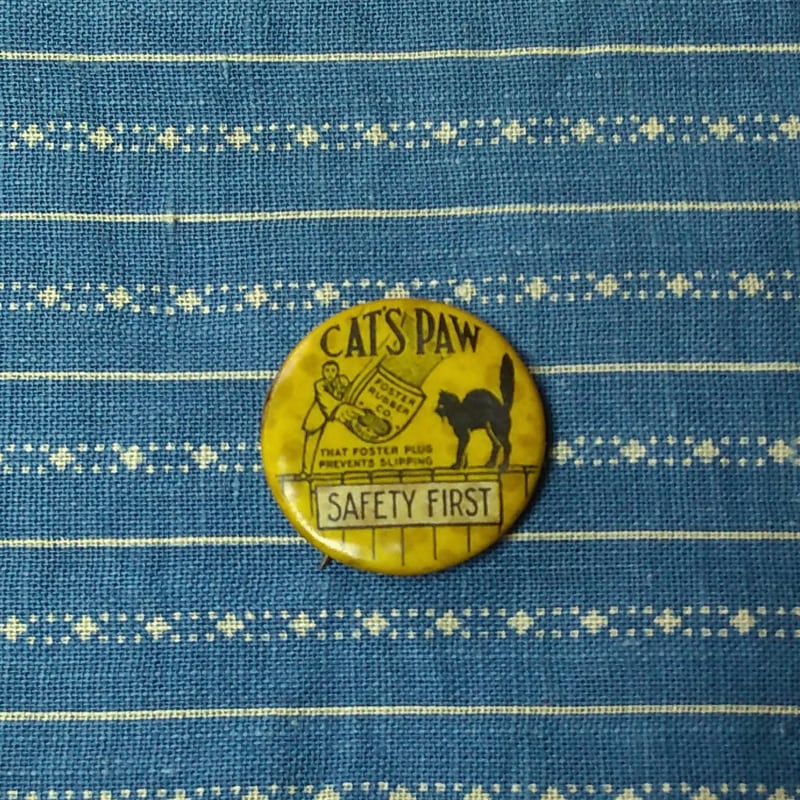 CAT'S PAW
FOSTER
RUBBER
CO.
THAT FOSTER PLUG
PREVENTS SLIPPING
SAFETY FIRST